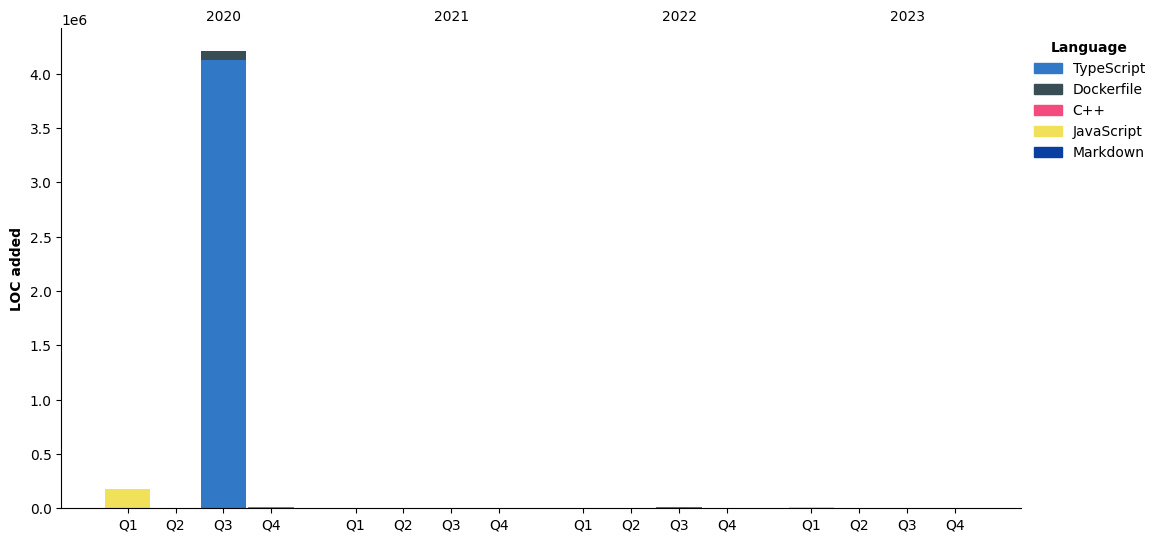 1e6
2020 2021 2022 2023
Language
TypeScript
Dockerfile
C++
JavaScript
Markdown
LOC added
4.0
3.5
3.0
2.5
2.0
1.5
1.0
0.5
0.0
Q1 Q2 Q3 Q4 Q1 Q2 Q3 Q4 Q1 Q2 Q3 Q4 Q1 Q2 Q3 Q4